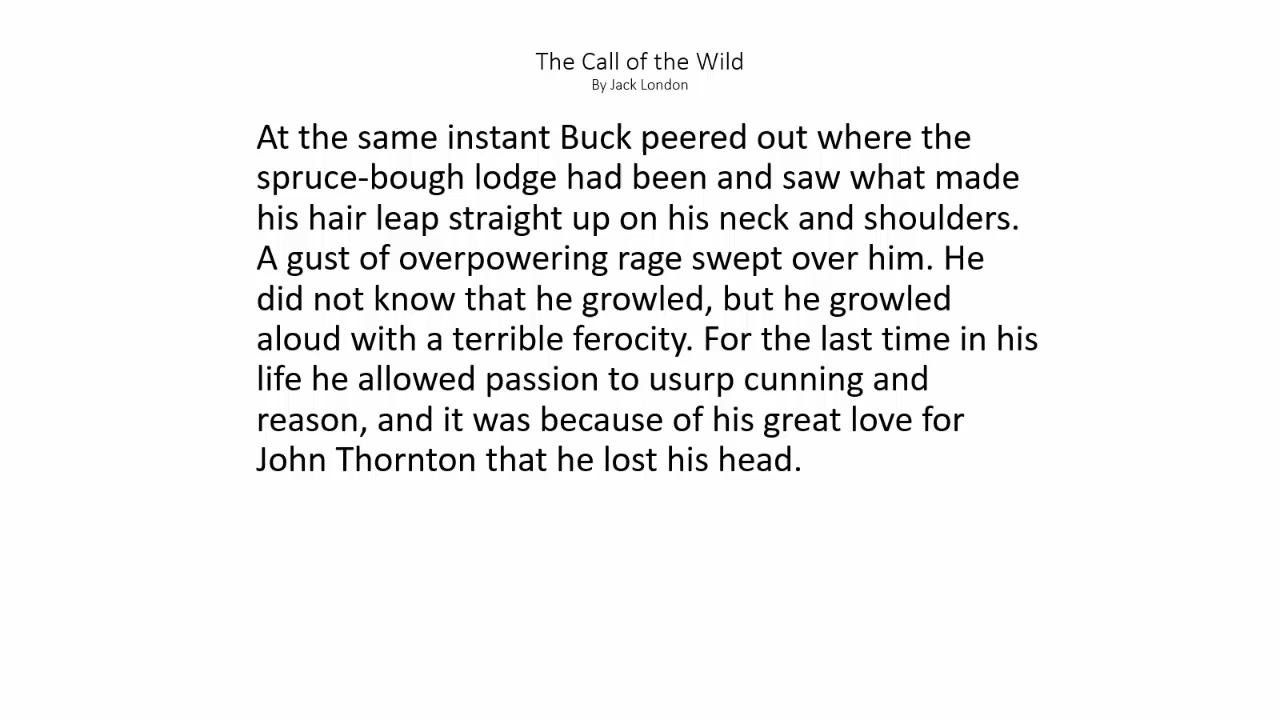 The Call of the Wild
By Jack London
At the same instant Buck peered out where the
spruce-bough lodge had been and saw what made
his hair leap straight up on his neck and shoulders.
A gust of overpowering rage swept over him. He
did not know that he growled, but he growled
aloud with a terrible ferocity. For the last time in his
life he allowed passion to usurp cunning and
reason, and it was because of his great love for
John Thornton that he lost his head.